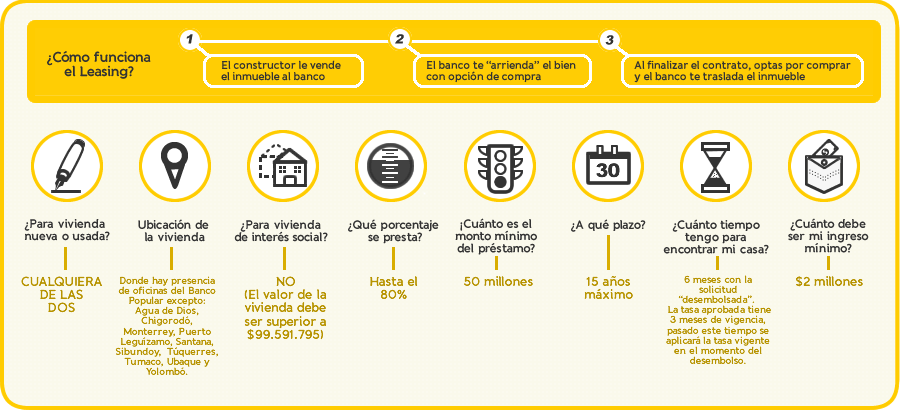 ¿Cómo funciona
el Leasing?
1
El constructor le vende
el inmueble al banco
2
El banco te “arrienda” el bien
con opción de compra
3
Al finalizar el contrato, optas por comprar
y el banco te traslada el inmueble
¿Para vivienda
nueva o usada?
CUALQUIERA
DE LAS
DOS
Ubicación de
la vivienda
Donde hay presencia
de oficinas del Banco
Popular excepto:
Agua de Dios,
Chigorodó,
Monterrey, Puerto
Leguízamo, Santana,
Sibundoy, Túquerres,
Tumaco, Ubaque y
Yolombó.
¿Para vivienda
de interés social?
NO
(El valor de la
vivienda debe
ser superior a
$99.591.795)
¿Qué porcentaje
se presta?
Hasta el
80%
¡Cuánto es el
monto mínimo
del préstamo?
50 millones
30
¿A qué plazo?
15 años
máximo
¿Cuánto tiempo
tengo para
encontrar mi casa?
6 meses con la
solicitud
“desembolsada”.
La tasa aprobada tiene
3 meses de vigencia,
pasado este tiempo se
aplicará la tasa vigente
en el momento del
desembolso.
¿Cuánto debe
ser mi ingreso
mínimo?
$2 millones